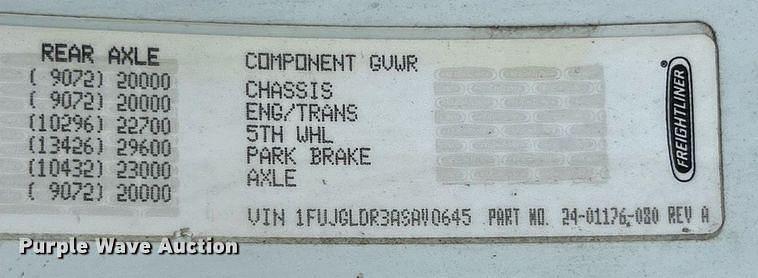 REAR AXLE
( 9072) 20000
( 9072) 20000
(10296) 22700
(13426) 29600
(10432) 23000
( 9072) 20000
COMPONENT GVWR
CHASSIS
ENG/TRANS
5TH WHL
PARK BRAKE
AXLE
VIN 1FUJGLDR3ASAV0645 PART NO. 24-01176-080 REV A
FREIGHTLINER
Purple Wave Auction